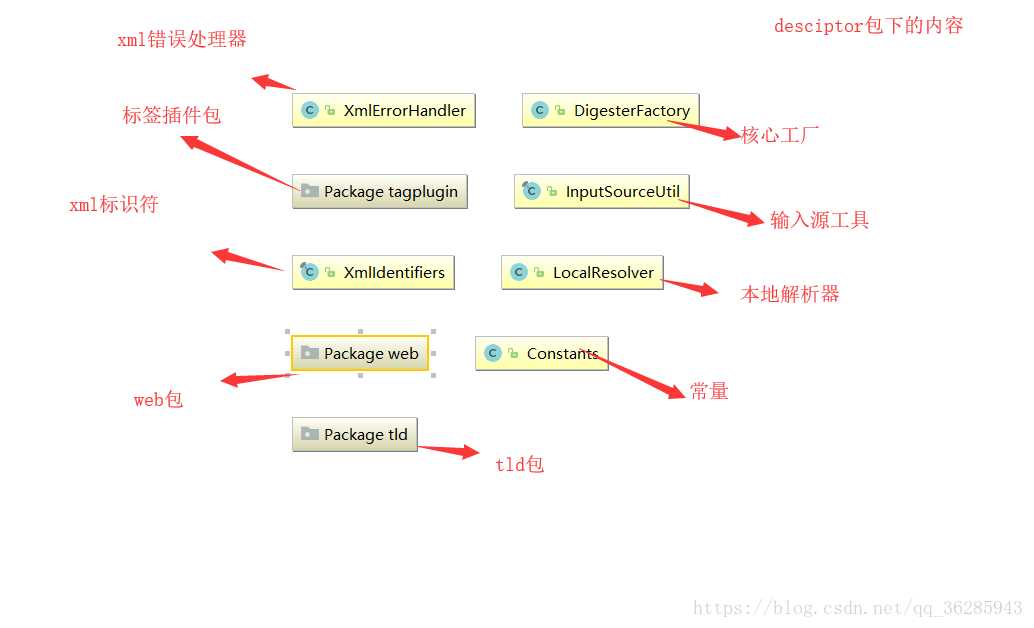 xml错误处理器
desciptor包下的内容
XmlErrorHandler
DigesterFactory
标签插件包
核心工厂
Package tagplugin
InputSourceUtil
xml标识符
输入源工具
XmlIdentifiers
LocalResolver
本地解析器
Package web
Constants
web包
常量
Package tld
tld包
https://blog.csdn.net/qq_36285943